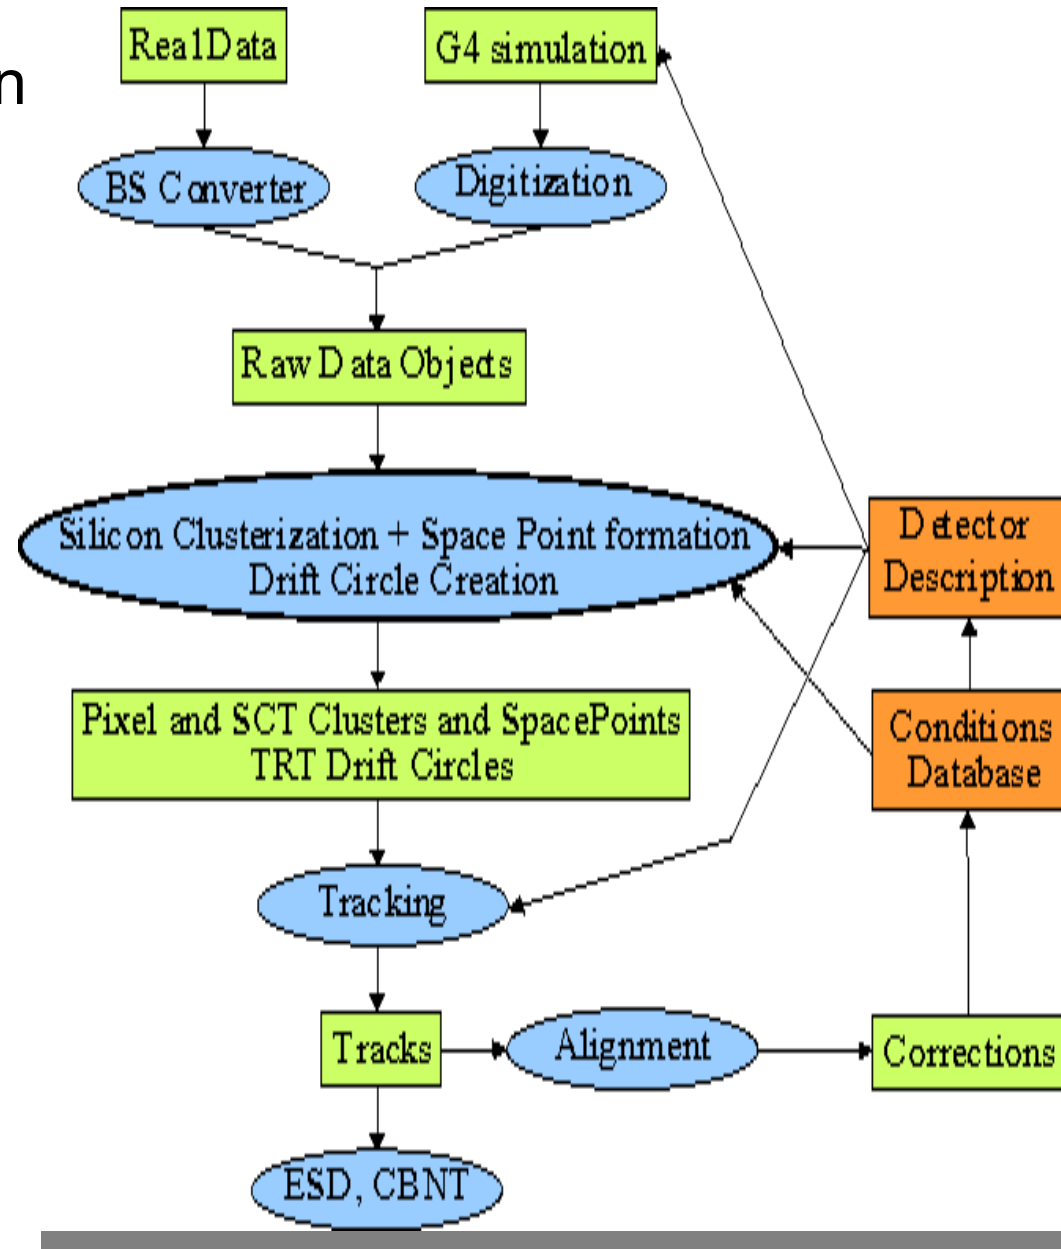 n
RealData
G4 simulation
BS Converter
Digitization
Raw Data Objects
Silicon Clusterization + Space Point formation
Drift Circle Creation
Detector
Description
Pixel and SCT Clusters and SpacePoints
TRT Drift Circles
Conditions
Database
Tracking
Tracks
Alignment
Corrections
ESD, CBNT